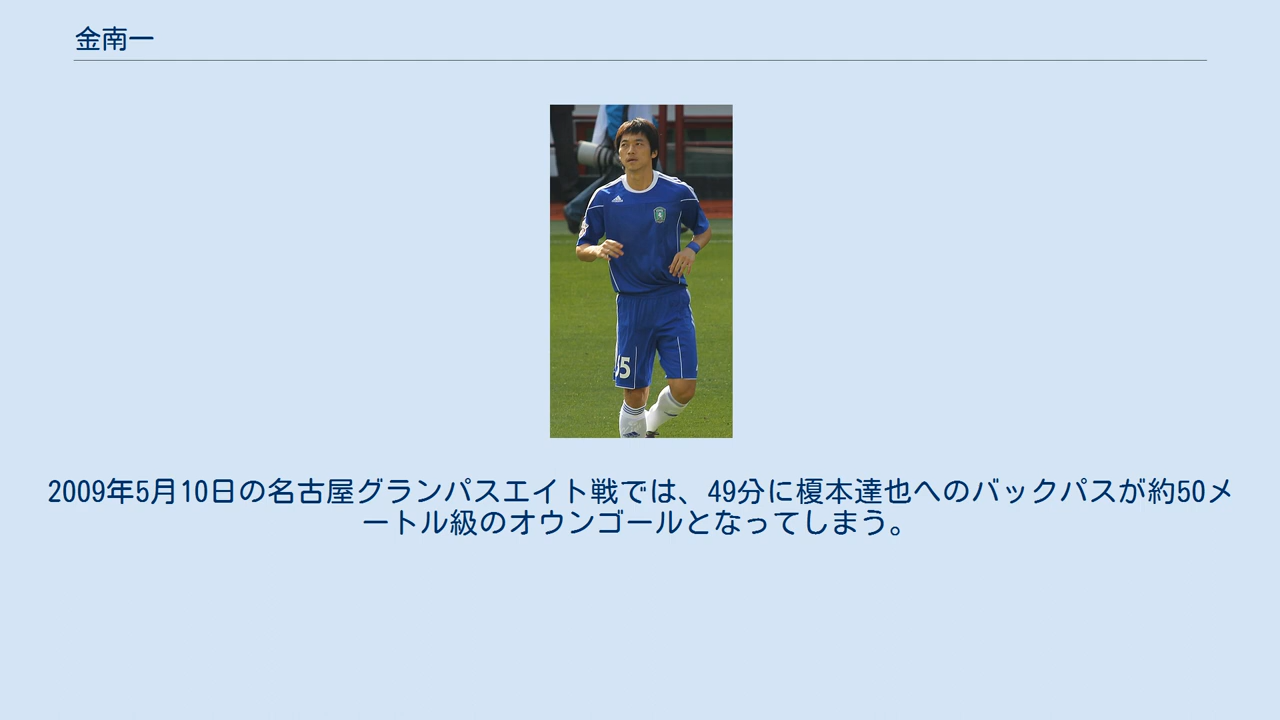 金南一
5
2009年5月10日の名古屋グランパスエイト戦では、49分に榎本達也へのバックパスが約50メ
ートル級のオウンゴールとなってしまう。